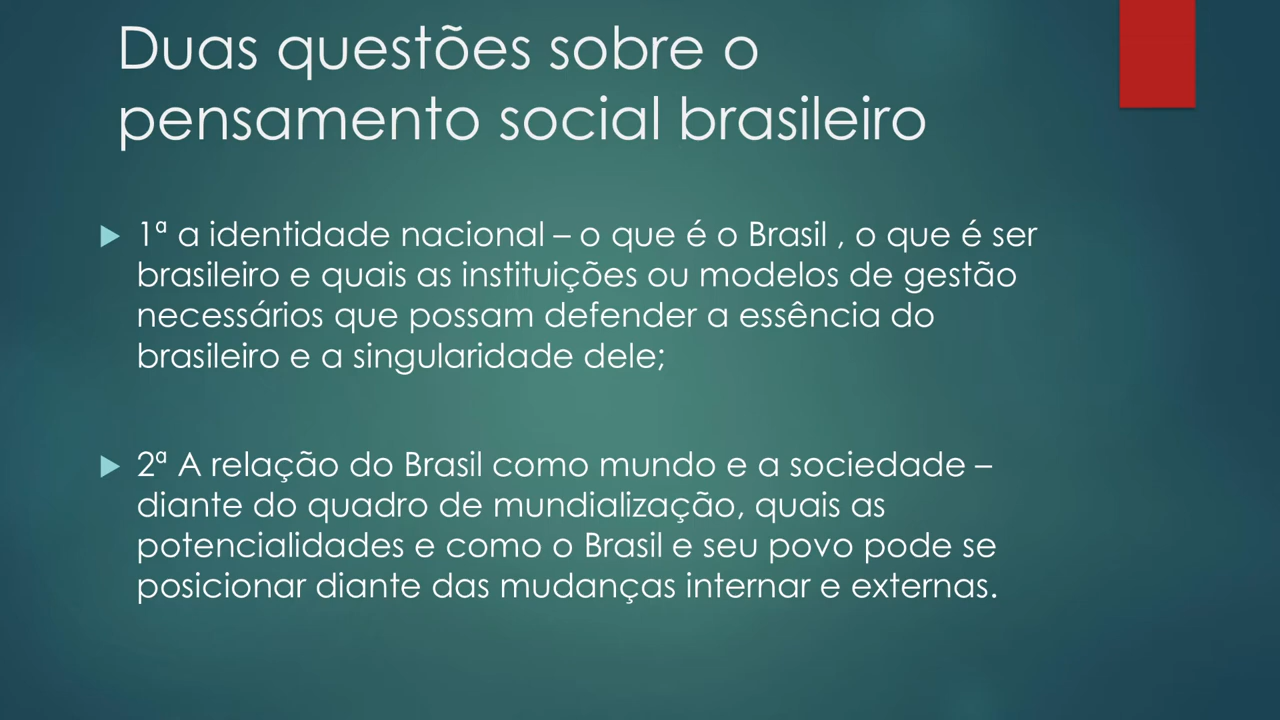 Duas questões sobre o
pensamento social brasileiro
1ª a identidade nacional – o que é o Brasil , o que é ser
brasileiro e quais as instituições ou modelos de gestão
necessários que possam defender a essência do
brasileiro e a singularidade dele;
2ª A relação do Brasil como mundo e a sociedade –
diante do quadro de mundialização, quais as
potencialidades e como o Brasil e seu povo pode se
posicionar diante das mudanças internar e externas.